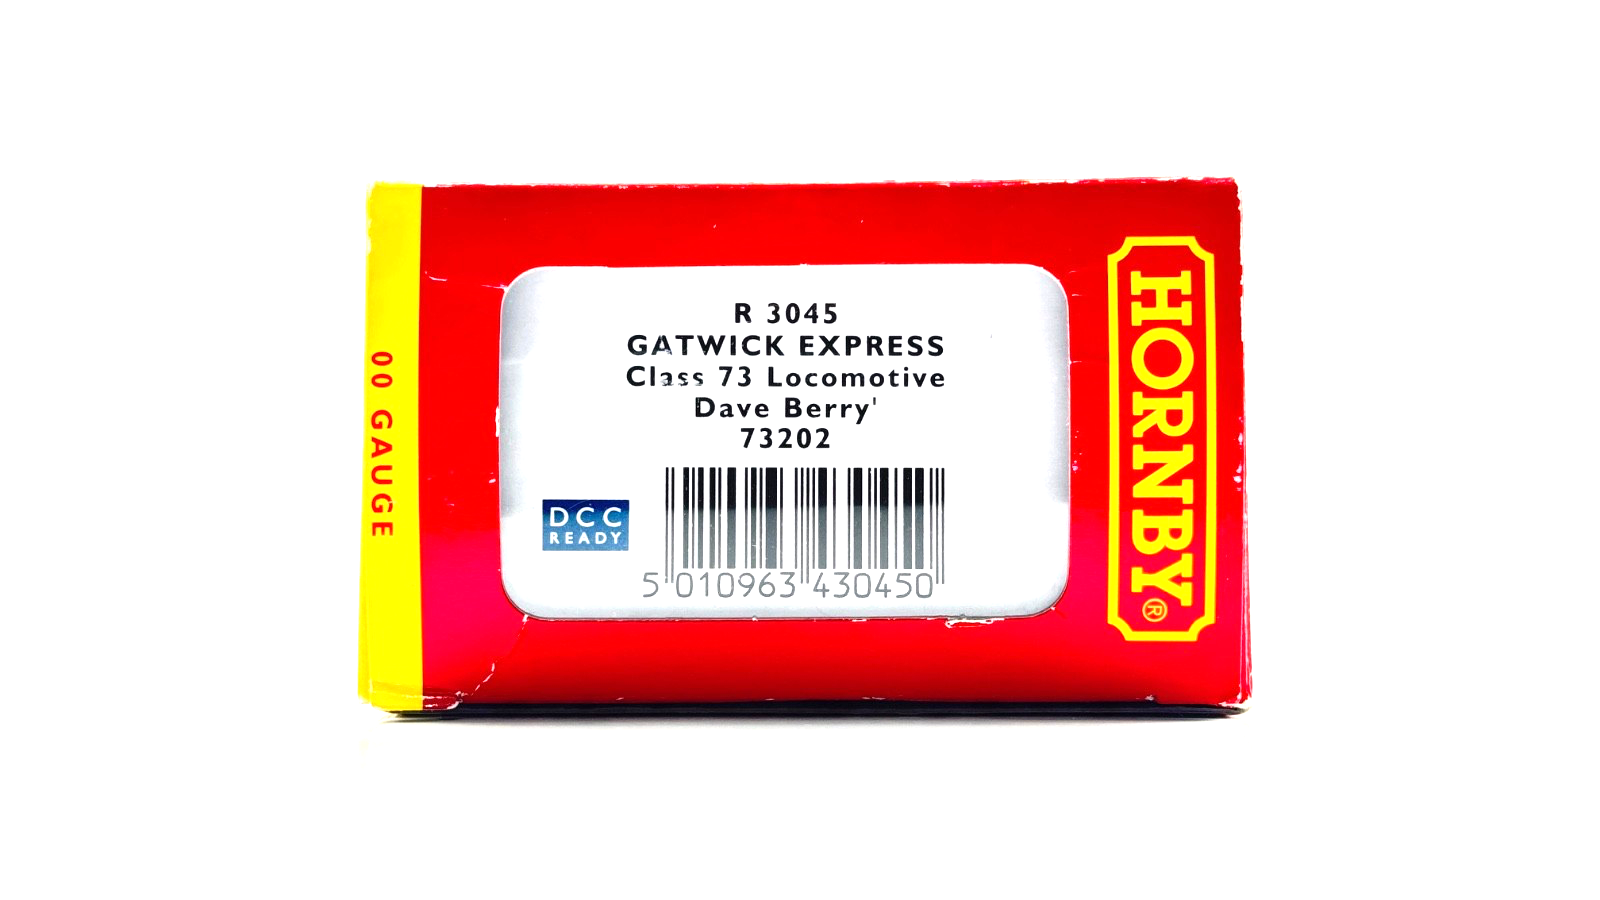 R 3045
GATWICK EXPRESS
Class 73 Locomotive
Dave Berry'
73202
DCC
READY
5 010963 430450
00 GAUGE
HORNBY®